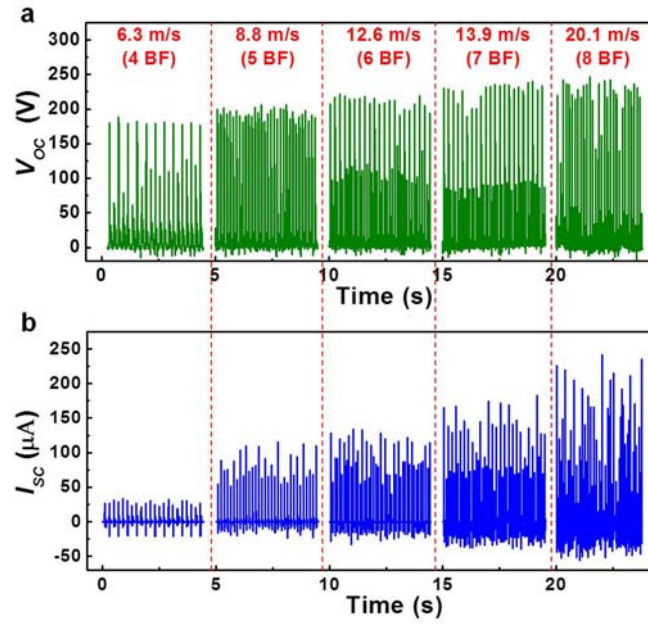 a
6.3 m/s 8.8 m/s 12.6 m/s 13.9 m/s 20.1 m/s
(4 BF) (5 BF) (6 BF) (7 BF) (8 BF)
V_OC (V)
300
250
200
150
100
50
0
0 5 10 15 20
Time (s)
b
I_SC (μA)
250
200
150
100
50
0
-50
0 5 10 15 20
Time (s)